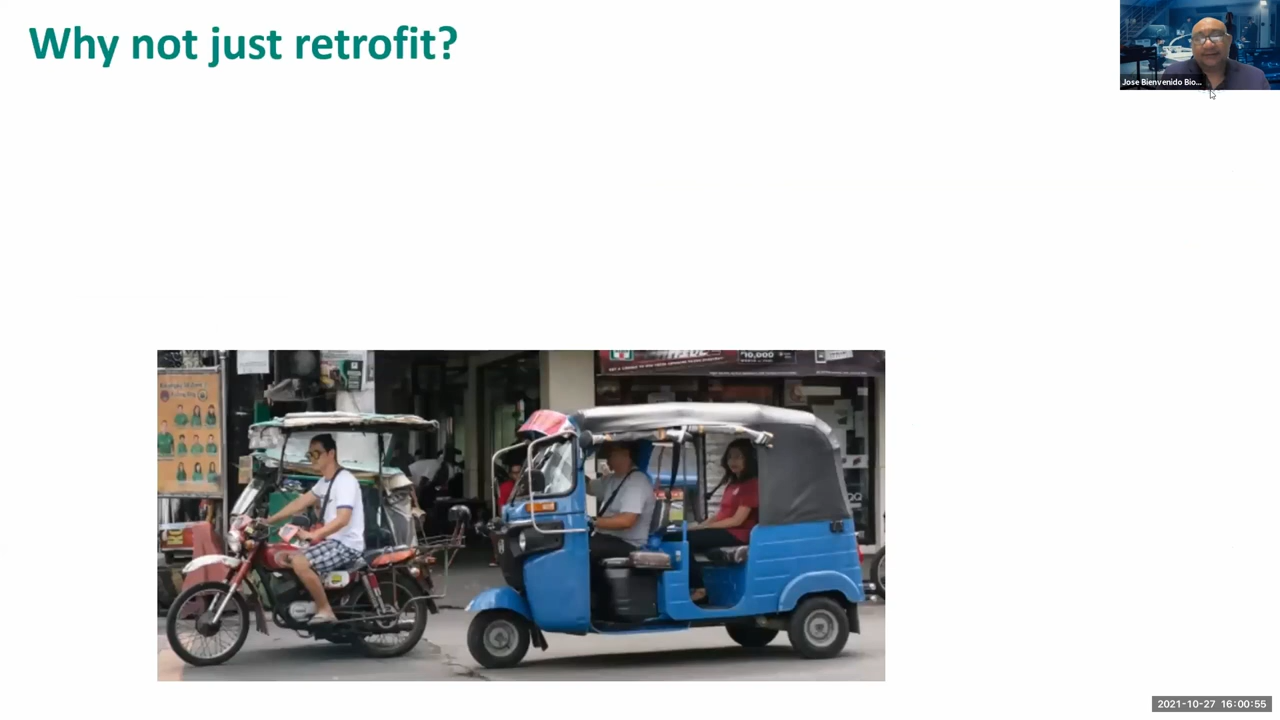 Why not just retrofit?
Jose Bienvenido Bio...
10,000
2021-10-27 16:00:55